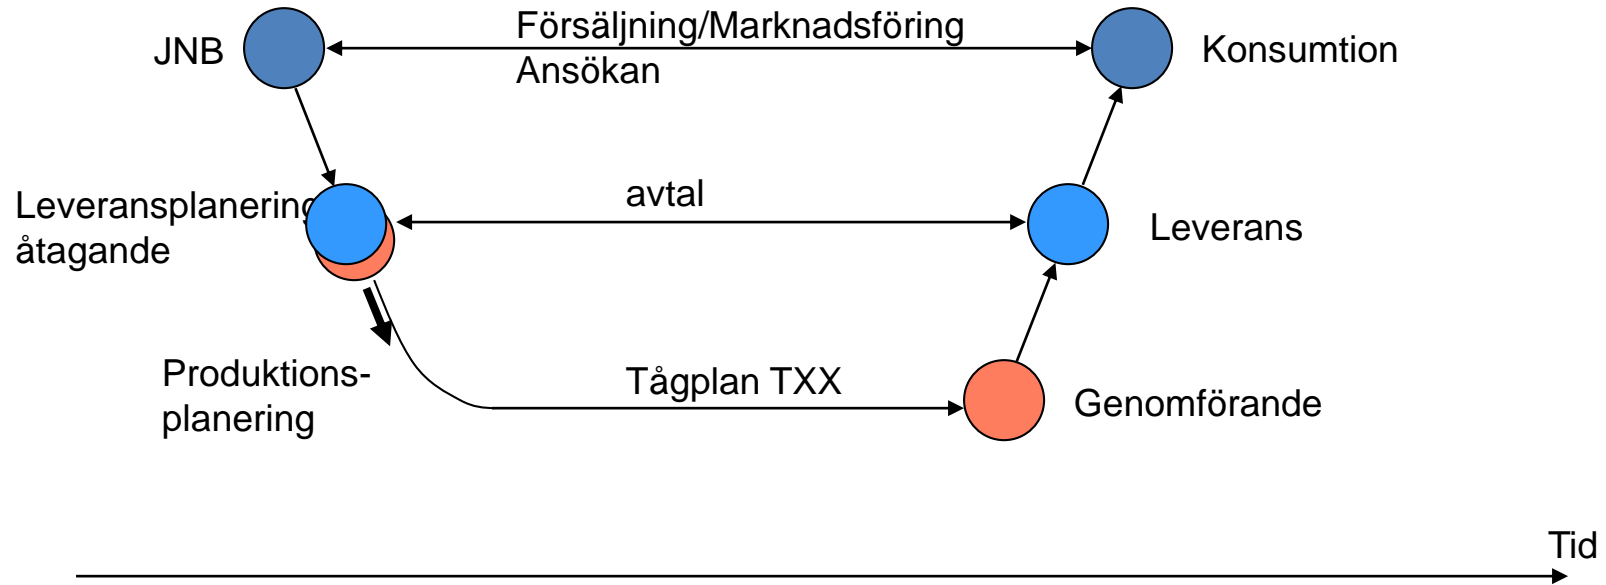 JNB
Försäljning/Marknadsföring
Ansökan
Konsumtion
Leveransplanering
åtagande
avtal
Leverans
Produktions-
planering
Tågplan TXX
Genomförande
Tid